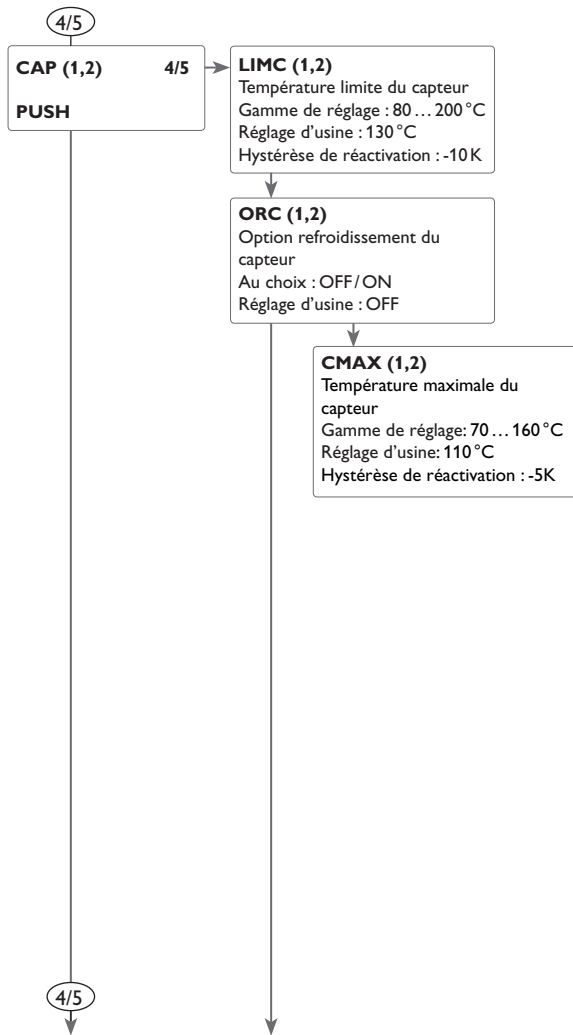 4/5
CAP (1,2) 4/5
PUSH
LIMC (1,2)
Température limite du capteur
Gamme de réglage : 80 … 200 °C
Réglage d'usine : 130 °C
Hystérèse de réactivation : -10 K
ORC (1,2)
Option refroidissement du
capteur
Au choix : OFF / ON
Réglage d'usine : OFF
CMAX (1,2)
Température maximale du
capteur
Gamme de réglage: 70 … 160 °C
Réglage d'usine: 110 °C
Hystérèse de réactivation : -5K
4/5